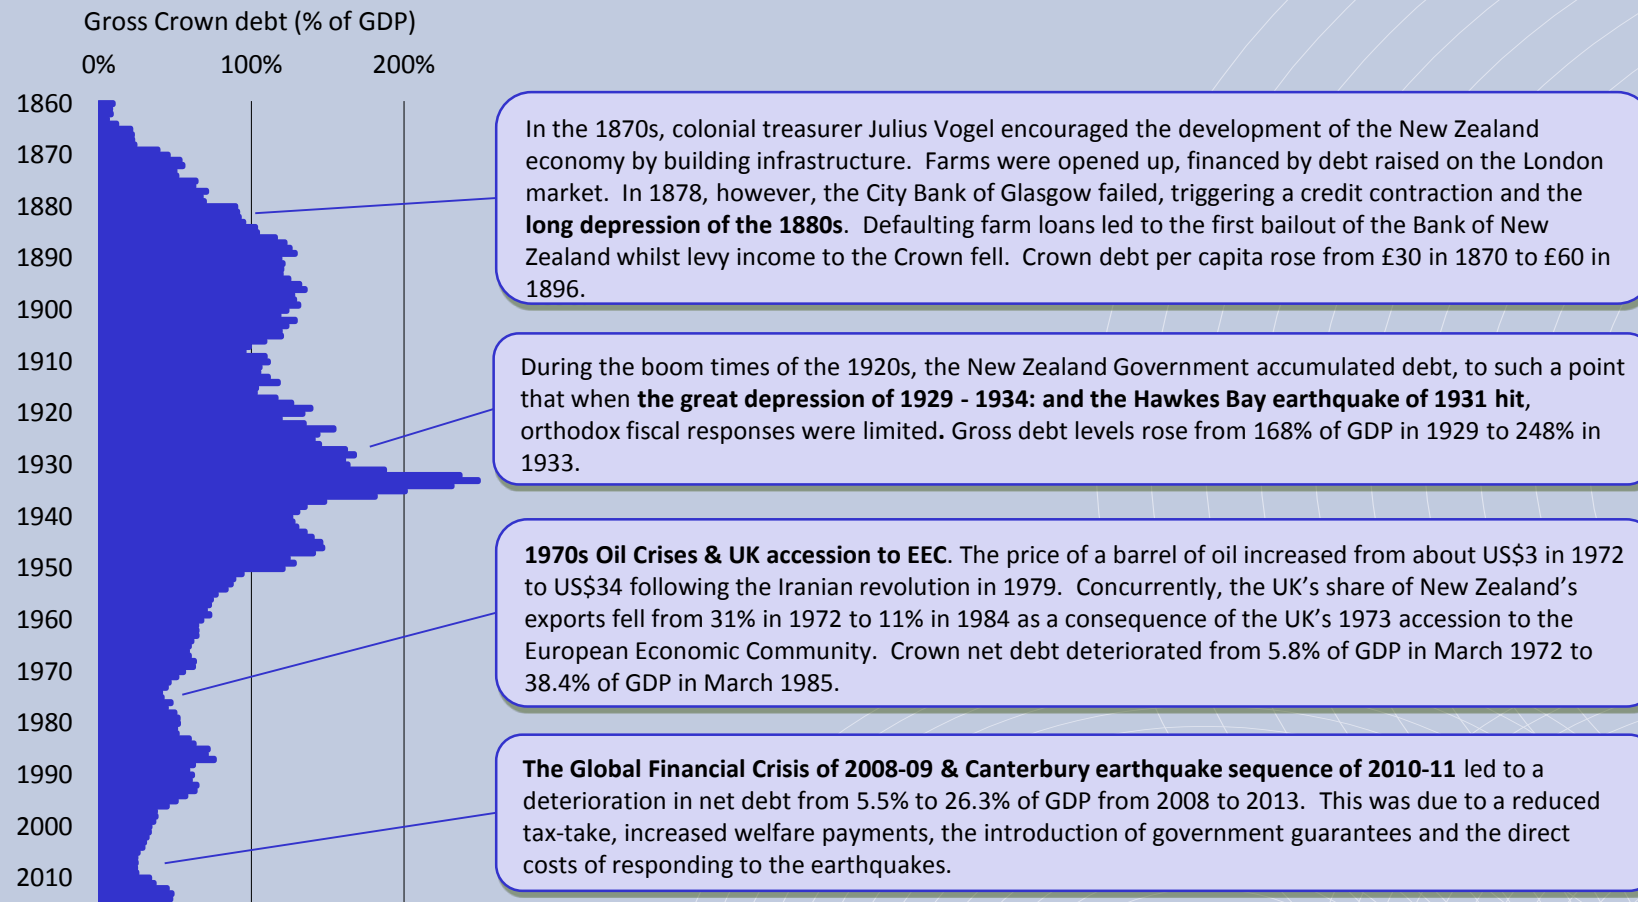 Gross Crown debt (% of GDP)
0% 100% 200%
1860
1870
1880
1890
1900
1910
1920
1930
1940
1950
1960
1970
1980
1990
2000
2010
In the 1870s, colonial treasurer Julius Vogel encouraged the development of the New Zealand
economy by building infrastructure. Farms were opened up, financed by debt raised on the London
market. In 1878, however, the City Bank of Glasgow failed, triggering a credit contraction and the
long depression of the 1880s. Defaulting farm loans led to the first bailout of the Bank of New
Zealand whilst levy income to the Crown fell. Crown debt per capita rose from £30 in 1870 to £60 in
1896.
During the boom times of the 1920s, the New Zealand Government accumulated debt, to such a point
that when the great depression of 1929 - 1934: and the Hawkes Bay earthquake of 1931 hit,
orthodox fiscal responses were limited. Gross debt levels rose from 168% of GDP in 1929 to 248% in
1933.
1970s Oil Crises & UK accession to EEC. The price of a barrel of oil increased from about US$3 in 1972
to US$34 following the Iranian revolution in 1979. Concurrently, the UK’s share of New Zealand’s
exports fell from 31% in 1972 to 11% in 1984 as a consequence of the UK’s 1973 accession to the
European Economic Community. Crown net debt deteriorated from 5.8% of GDP in March 1972 to
38.4% of GDP in March 1985.
The Global Financial Crisis of 2008-09 & Canterbury earthquake sequence of 2010-11 led to a
deterioration in net debt from 5.5% to 26.3% of GDP from 2008 to 2013. This was due to a reduced
tax-take, increased welfare payments, the introduction of government guarantees and the direct
costs of responding to the earthquakes.